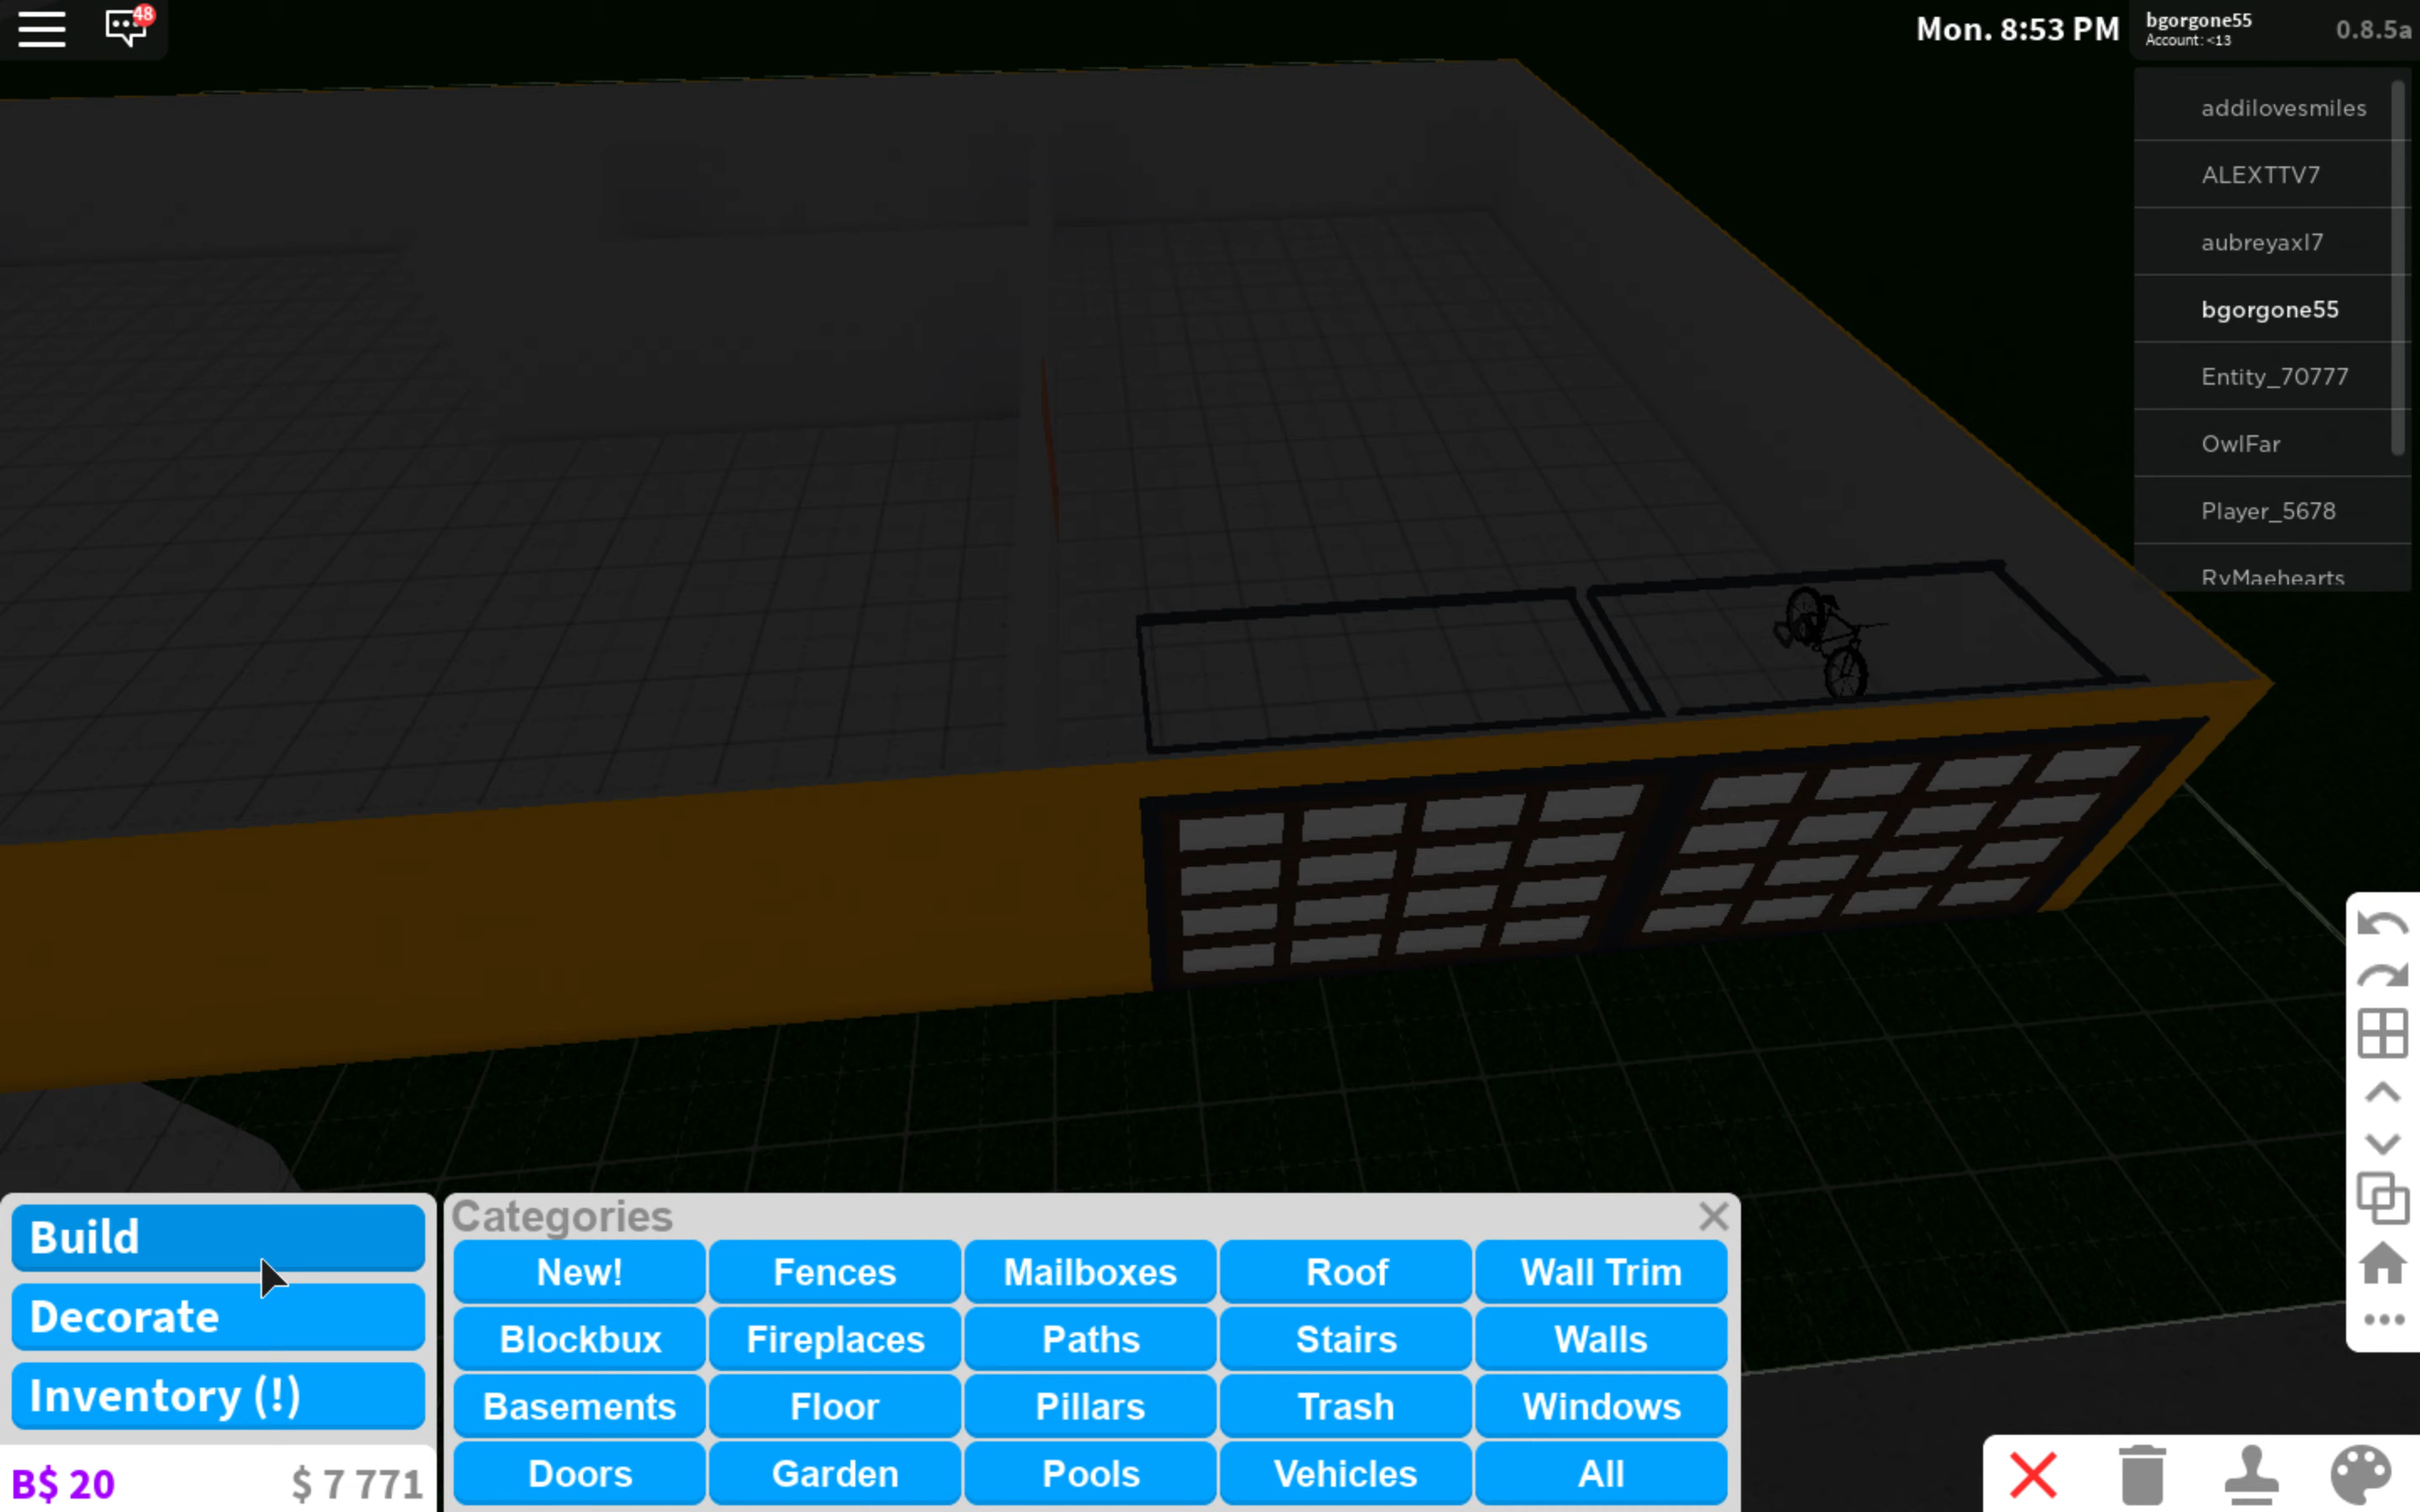 48
Mon. 8:53 PM
bgorgone55
Account: <13
0.8.5a
addilovesmiles
ALEXTTV7
aubreyaxl7
bgorgone55
Entity_70777
OwlFar
Player_5678
RyMaehearts
Build
Decorate
Inventory (!)
B$ 20
$ 7 771
Categories
New!
Fences
Mailboxes
Roof
Wall Trim
Blockbux
Fireplaces
Paths
Stairs
Walls
Basements
Floor
Pillars
Trash
Windows
Doors
Garden
Pools
Vehicles
All